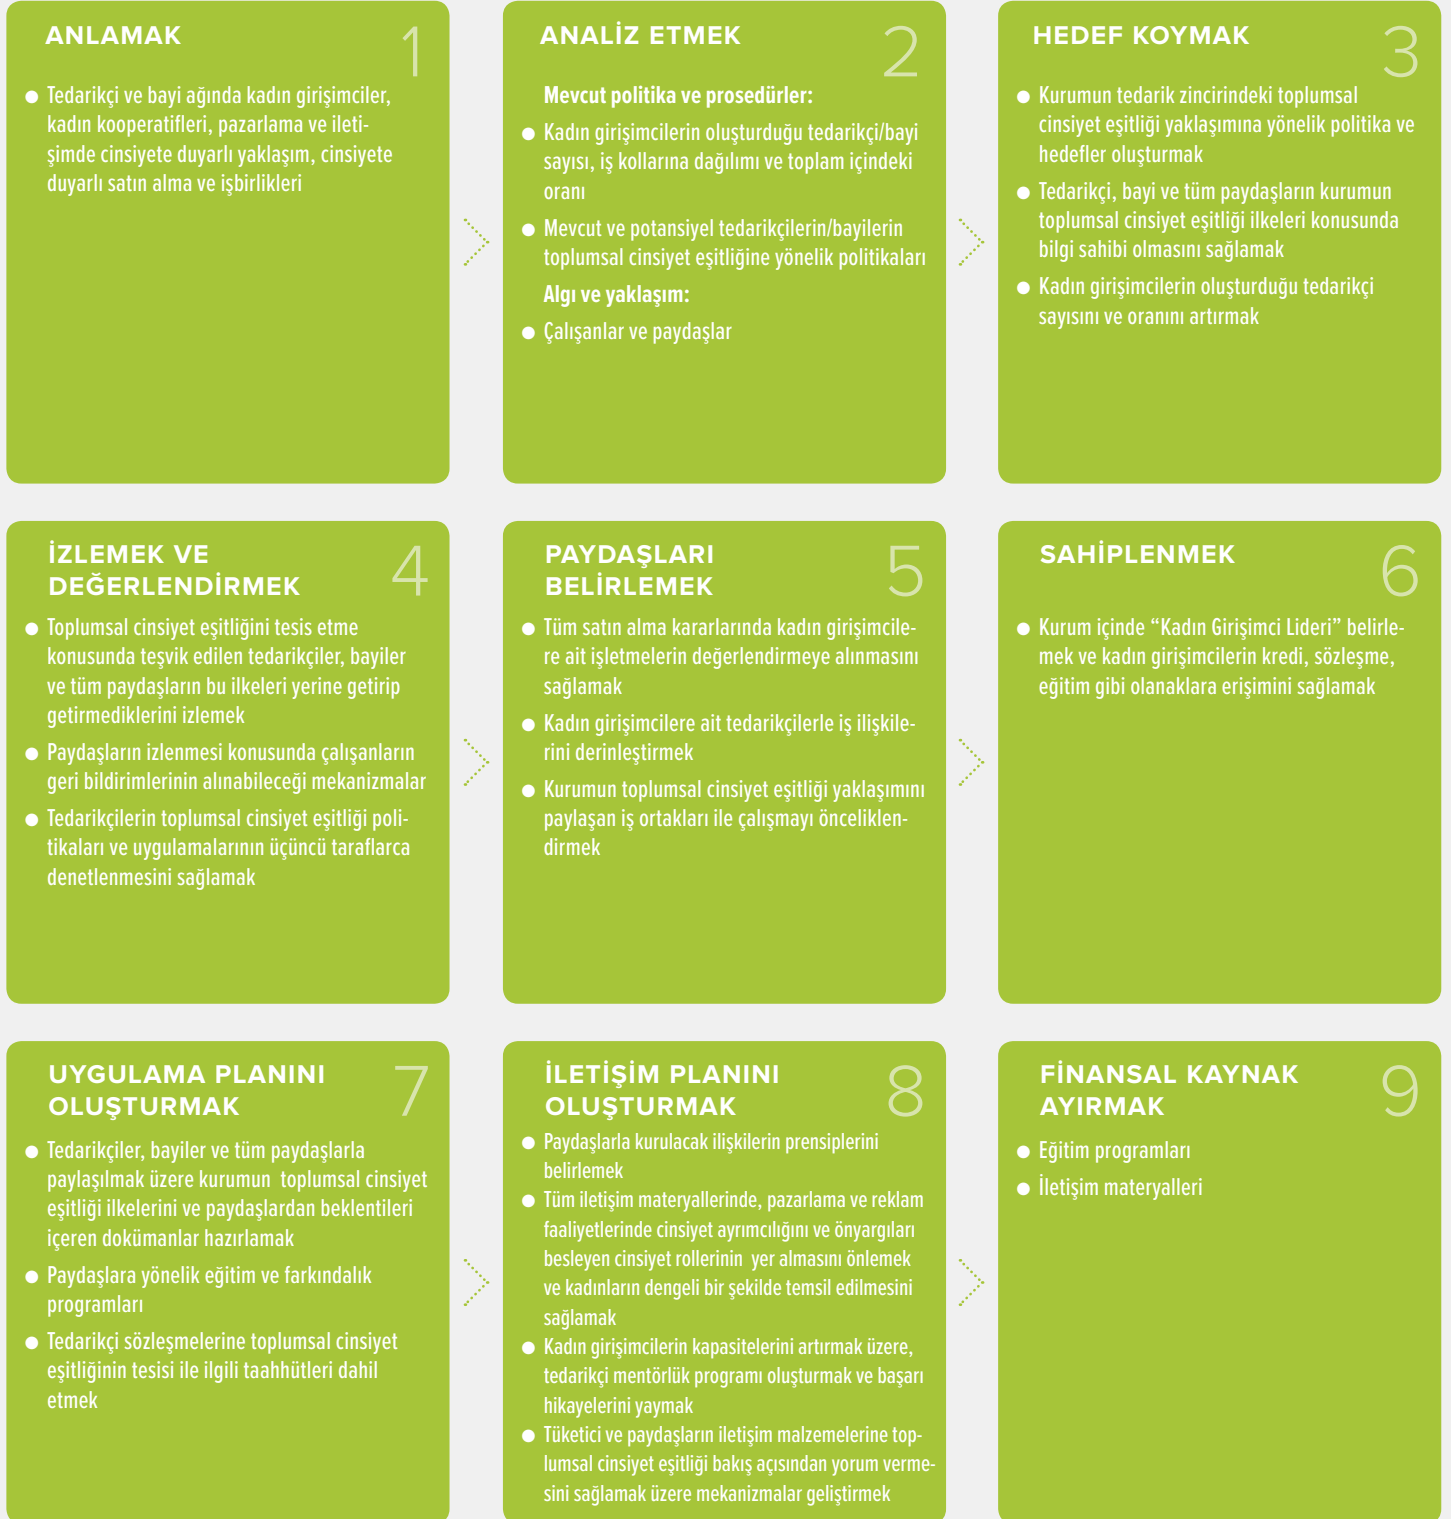 ANLAMAK
1
● Tedarikçi ve bayi ağında kadın girişimciler,
kadın kooperatifleri, pazarlama ve ileti-
şimde cinsiyete duyarlı yaklaşım, cinsiyete
duyarlı satın alma ve işbirlikleri
ANALİZ ETMEK
2
Mevcut politika ve prosedürler:
● Kadın girişimcilerin oluşturduğu tedarikçi/bayi
sayısı, iş kollarına dağılımı ve toplam içindeki
oranı
● Mevcut ve potansiyel tedarikçilerin/bayilerin
toplumsal cinsiyet eşitliğine yönelik politikaları
Algı ve yaklaşım:
● Çalışanlar ve paydaşlar
HEDEF KOYMAK
3
● Kurumun tedarik zincirindeki toplumsal
cinsiyet eşitliği yaklaşımına yönelik politika ve
hedefler oluşturmak
● Tedarikçi, bayi ve tüm paydaşların kurumun
toplumsal cinsiyet eşitliği ilkeleri konusunda
bilgi sahibi olmasını sağlamak
● Kadın girişimcilerin oluşturduğu tedarikçi
sayısını ve oranını artırmak
İZLEMEK VE
DEĞERLENDİRMEK
4
● Toplumsal cinsiyet eşitliğini tesis etme
konusunda teşvik edilen tedarikçiler, bayiler
ve tüm paydaşların bu ilkeleri yerine getirip
getirmediklerini izlemek
● Paydaşların izlenmesi konusunda çalışanların
geri bildirimlerinin alınabileceği mekanizmalar
● Tedarikçilerin toplumsal cinsiyet eşitliği poli-
tikaları ve uygulamalarının üçüncü taraflarca
denetlenmesini sağlamak
PAYDAŞLARI
BELİRLEMEK
5
● Tüm satın alma kararlarında kadın girişimcile-
re ait işletmelerin değerlendirmeye alınmasını
sağlamak
● Kadın girişimcilere ait tedarikçilerle iş ilişkile-
rini derinleştirmek
● Kurumun toplumsal cinsiyet eşitliği yaklaşımını
paylaşan iş ortakları ile çalışmayı önceliklen-
dirmek
SAHİPLENMEK
6
● Kurum içinde “Kadın Girişimci Lideri” belirle-
mek ve kadın girişimcilerin kredi, sözleşme,
eğitim gibi olanaklara erişimini sağlamak
UYGULAMA PLANINI
OLUŞTURMAK
7
● Tedarikçiler, bayiler ve tüm paydaşlarla
paylaşılmak üzere kurumun toplumsal cinsiyet
eşitliği ilkelerini ve paydaşlardan beklentileri
içeren dokümanlar hazırlamak
● Paydaşlara yönelik eğitim ve farkındalık
programları
● Tedarikçi sözleşmelerine toplumsal cinsiyet
eşitliğinin tesisi ile ilgili taahhütleri dahil
etmek
İLETİŞİM PLANINI
OLUŞTURMAK
8
● Paydaşlarla kurulacak ilişkilerin prensiplerini
belirlemek
● Tüm iletişim materyallerinde, pazarlama ve reklam
faaliyetlerinde cinsiyet ayrımcılığını ve önyargıları
besleyen cinsiyet rollerinin yer almasını önlemek
ve kadınların dengeli bir şekilde temsil edilmesini
sağlamak
● Kadın girişimcilerin kapasitelerini artırmak üzere,
tedarikçi mentörlük programı oluşturmak ve başarı
hikayelerini yaymak
● Tüketici ve paydaşların iletişim malzemelerine top-
lumsal cinsiyet eşitliği bakış açısından yorum verme-
sini sağlamak üzere mekanizmalar geliştirmek
FİNANSAL KAYNAK
AYIRMAK
9
● Eğitim programları
● İletişim materyalleri